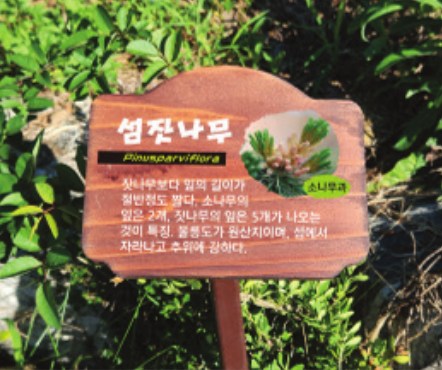 섬잣나무
Pinusparviflora
소나무과
잣나무보다 잎의 길이가
절반정도 짧다. 소나무의
잎은 2개, 잣나무의 잎은 5개가 나오는
것이 특징. 울릉도가 원산지이며, 섬에서
자라나고 추위에 강하다.